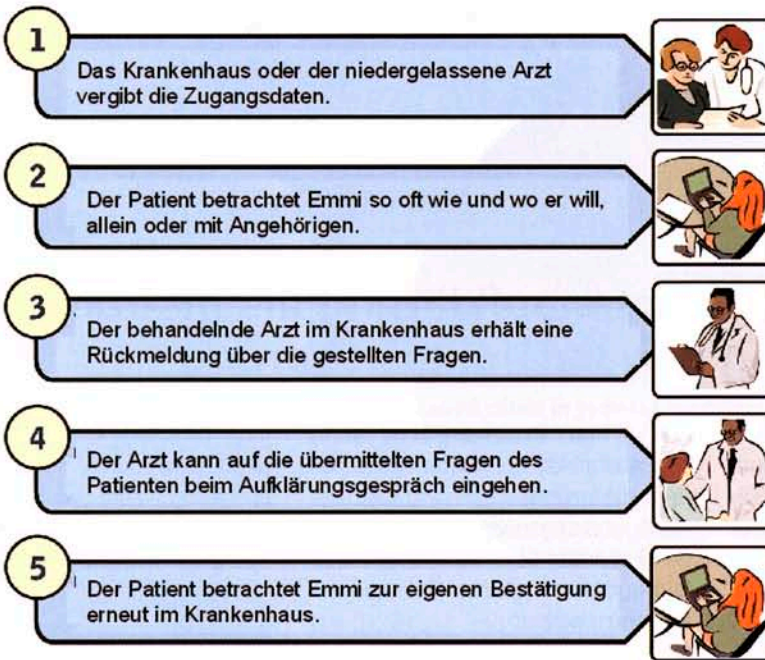 1
Das Krankenhaus oder der niedergelassene Arzt
vergibt die Zugangsdaten.
2
Der Patient betrachtet Emmi so oft wie und wo er will,
allein oder mit Angehörigen.
3
Der behandelnde Arzt im Krankenhaus erhält eine
Rückmeldung über die gestellten Fragen.
4
Der Arzt kann auf die übermittelten Fragen des
Patienten beim Aufklärungsgespräch eingehen.
5
Der Patient betrachtet Emmi zur eigenen Bestätigung
erneut im Krankenhaus.